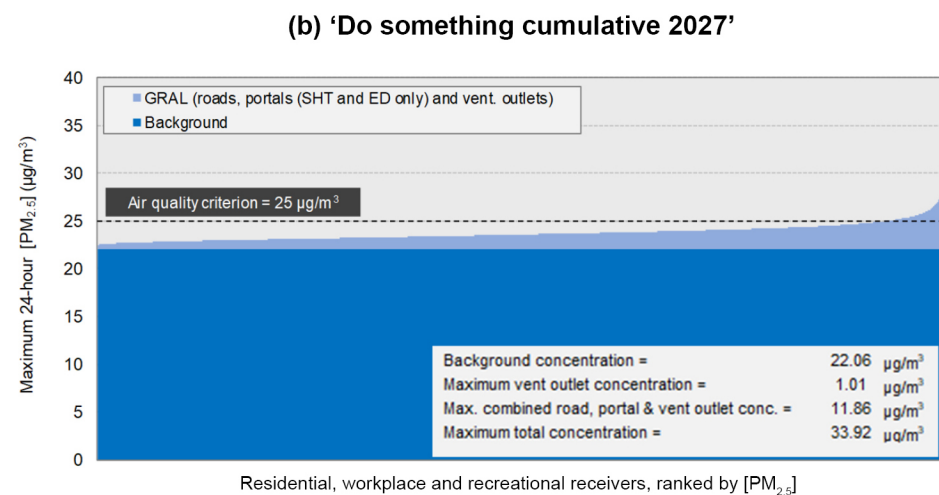 (b) ‘Do something cumulative 2027’
Maximum 24-hour [PM2.5] (µg/m3)
40
35
30
25
20
15
10
5
0
GRAL (roads, portals (SHT and ED only) and vent. outlets)
Background
Air quality criterion = 25 µg/m3
Background concentration = 22.06 µg/m3
Maximum vent outlet concentration = 1.01 µg/m3
Max. combined road, portal & vent outlet conc. = 11.86 µg/m3
Maximum total concentration = 33.92 µg/m3
Residential, workplace and recreational receivers, ranked by [PM2.5]